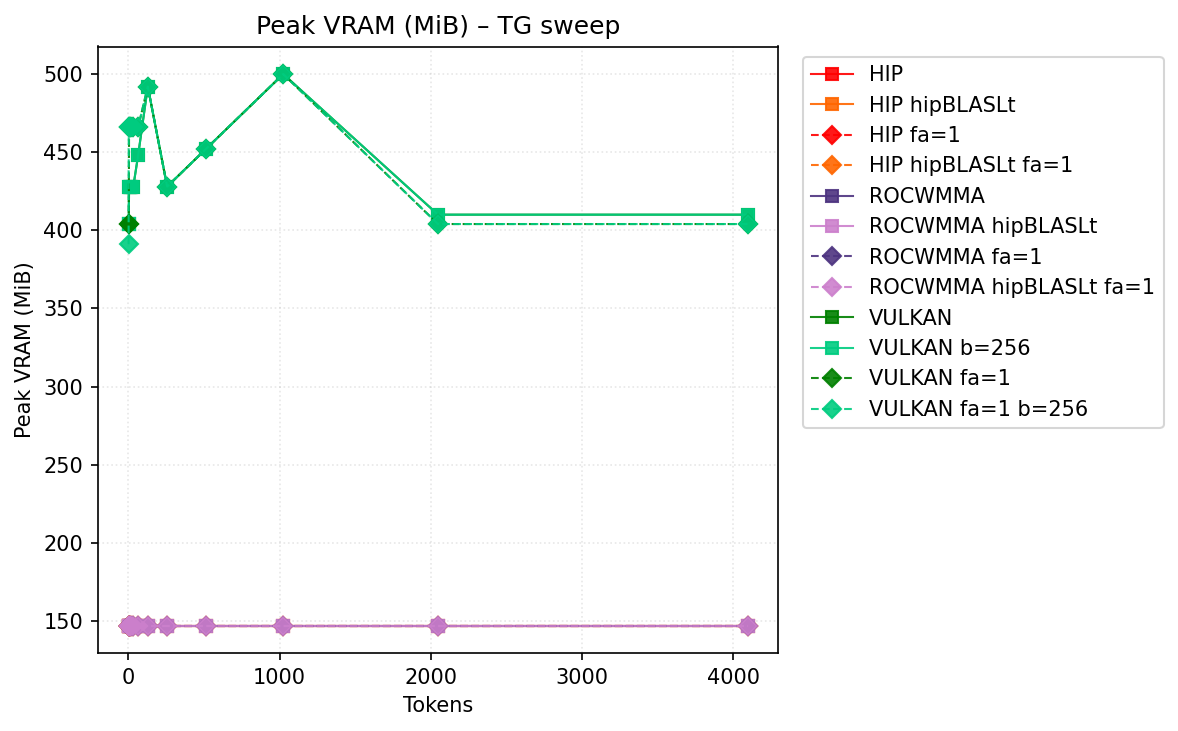 Peak VRAM (MiB) – TG sweep
Peak VRAM (MiB)
500
450
400
350
300
250
200
150
0
1000
2000
3000
4000
Tokens
HIP
HIP hipBLASLt
HIP fa=1
HIP hipBLASLt fa=1
ROCWMMA
ROCWMMA hipBLASLt
ROCWMMA fa=1
ROCWMMA hipBLASLt fa=1
VULKAN
VULKAN b=256
VULKAN fa=1
VULKAN fa=1 b=256